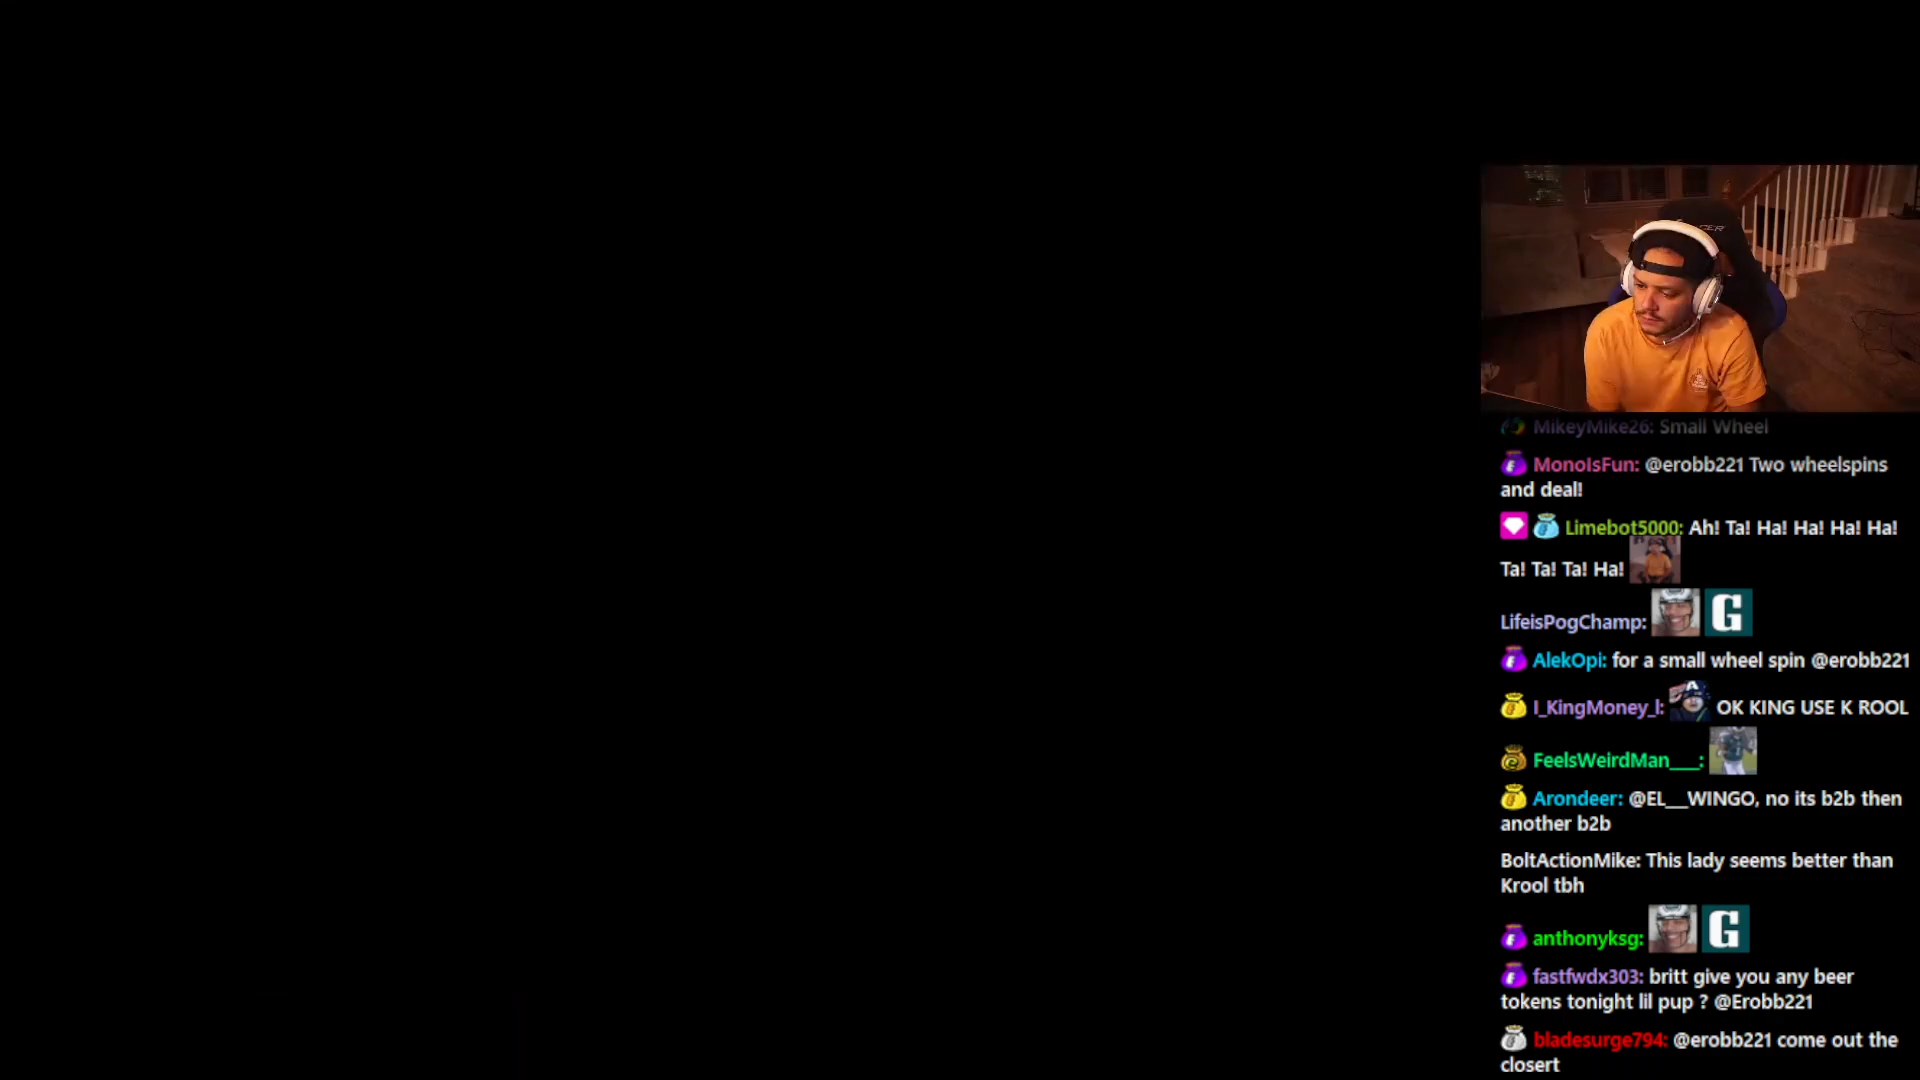 MikeyMike26: Small Wheel
MonoIsFun: @erobb221 Two wheelspins
and deal!
Limebot5000: Ah! Ta! Ha! Ha! Ha! Ha!
Ta! Ta! Ta! Ha!
LifeisPogChamp: G
AlekOpi: for a small wheel spin @erobb221
I_KingMoney_l: OK KING USE K ROOL
FeelsWeirdMan___:
Arondeer: @EL__WINGO, no its b2b then
another b2b
BoltActionMike: This lady seems better than
Krool tbh
anthonyksg: G
fastfwdx303: britt give you any beer
tokens tonight lil pup ? @Erobb221
bladesurge794: @erobb221 come out the
closert